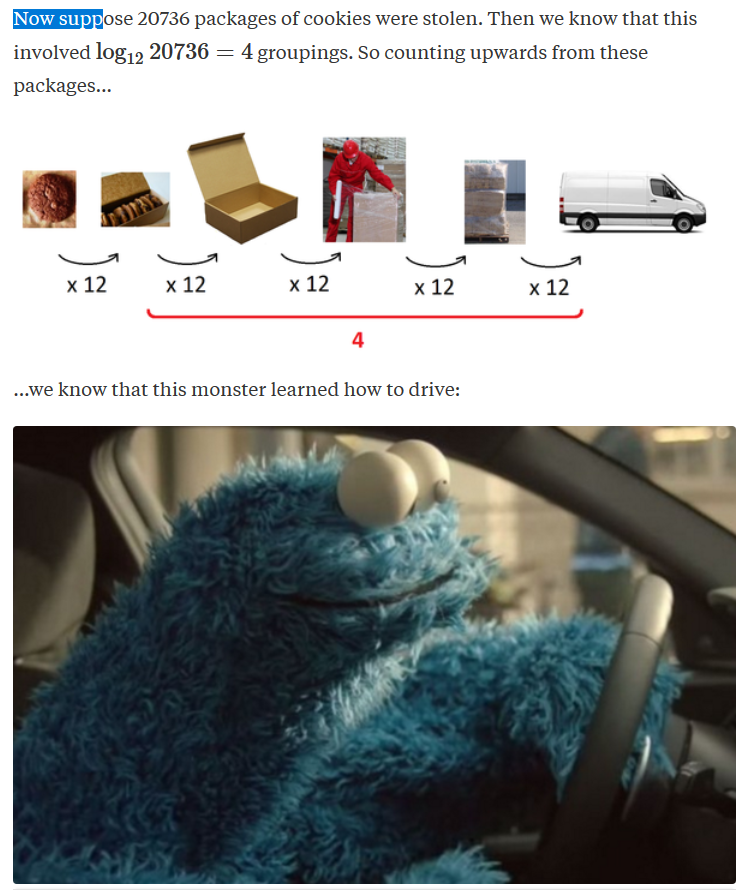 Now suppose 20736 packages of cookies were stolen. Then we know that this
involved log₁₂ 20736 = 4 groupings. So counting upwards from these
packages...
x 12 x 12 x 12 x 12 x 12
4
...we know that this monster learned how to drive: